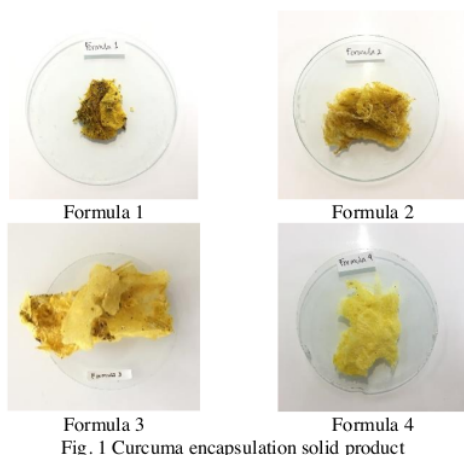 Formula 1
Formula 2
Formula 1
Formula 2
Formula 3
Formula 4
Formula 3
Formula 4
Fig. 1 Curcuma encapsulation solid product